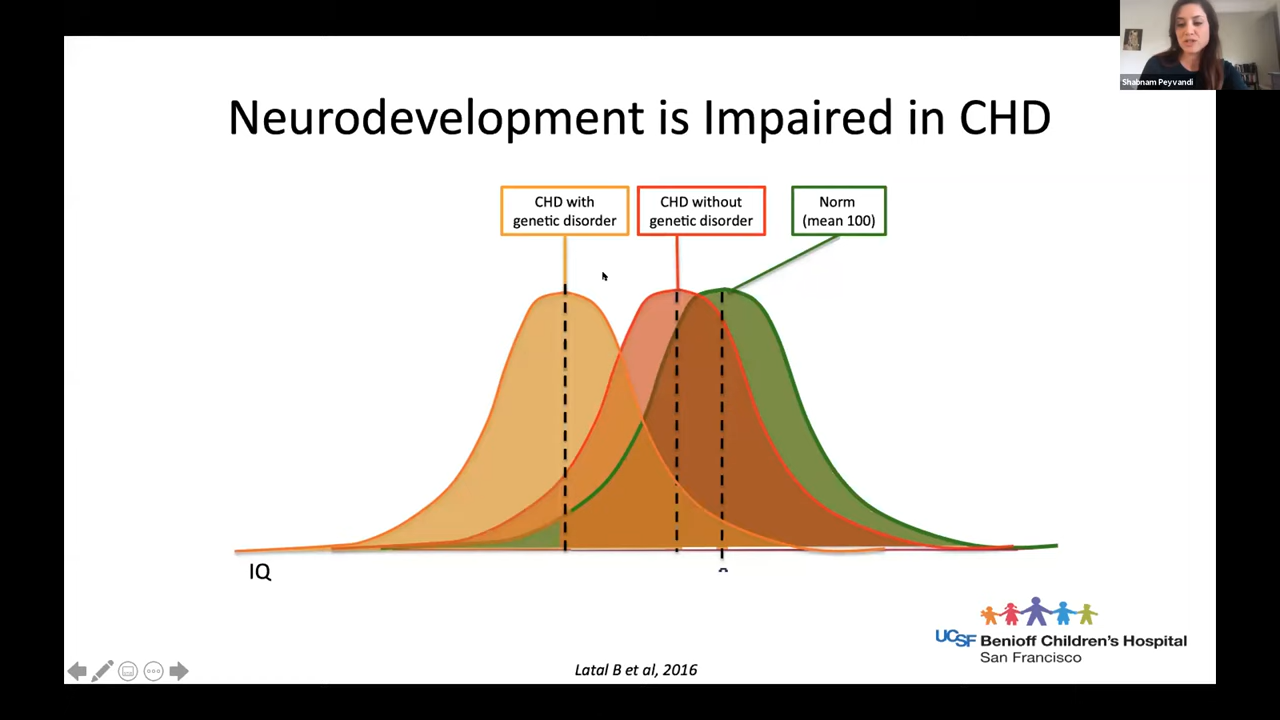 Shabnam Peyvandi
Neurodevelopment is Impaired in CHD
CHD with
genetic disorder
CHD without
genetic disorder
Norm
(mean 100)
IQ
UCSF Benioff Children's Hospital
San Francisco
Latal B et al, 2016